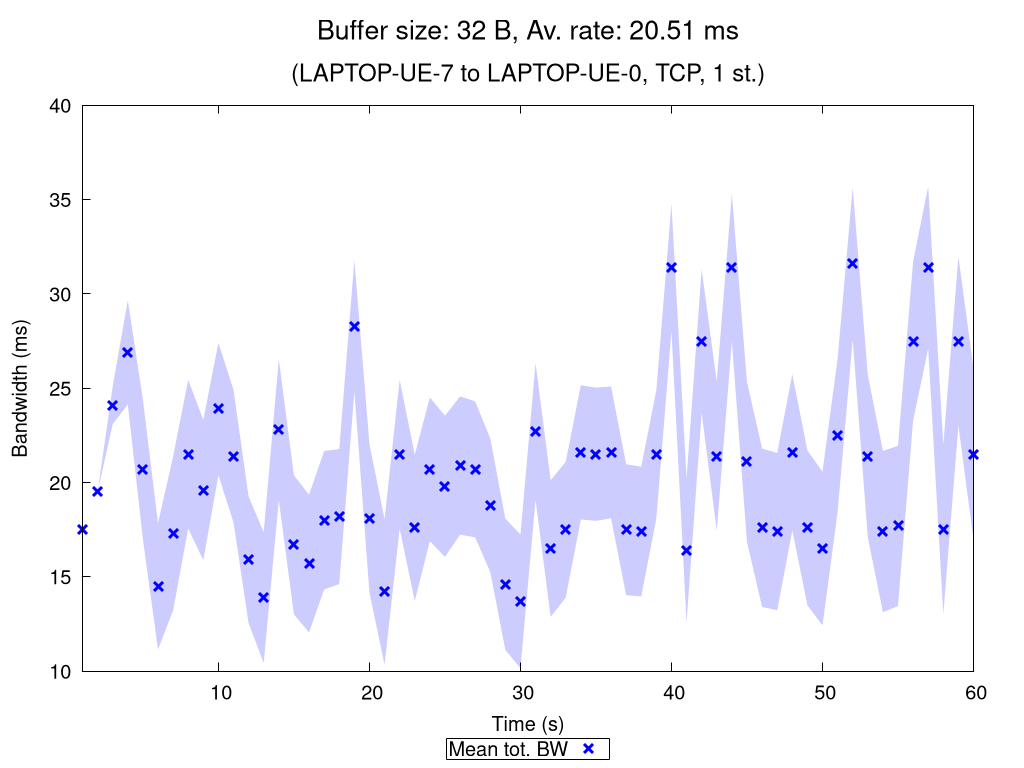 Buffer size: 32 B, Av. rate: 20.51 ms
(LAPTOP-UE-7 to LAPTOP-UE-0, TCP, 1 st.)
40
35
30
25
20
15
10
Bandwidth (ms)
10 20 30 40 50 60
Time (s)
Mean tot. BW